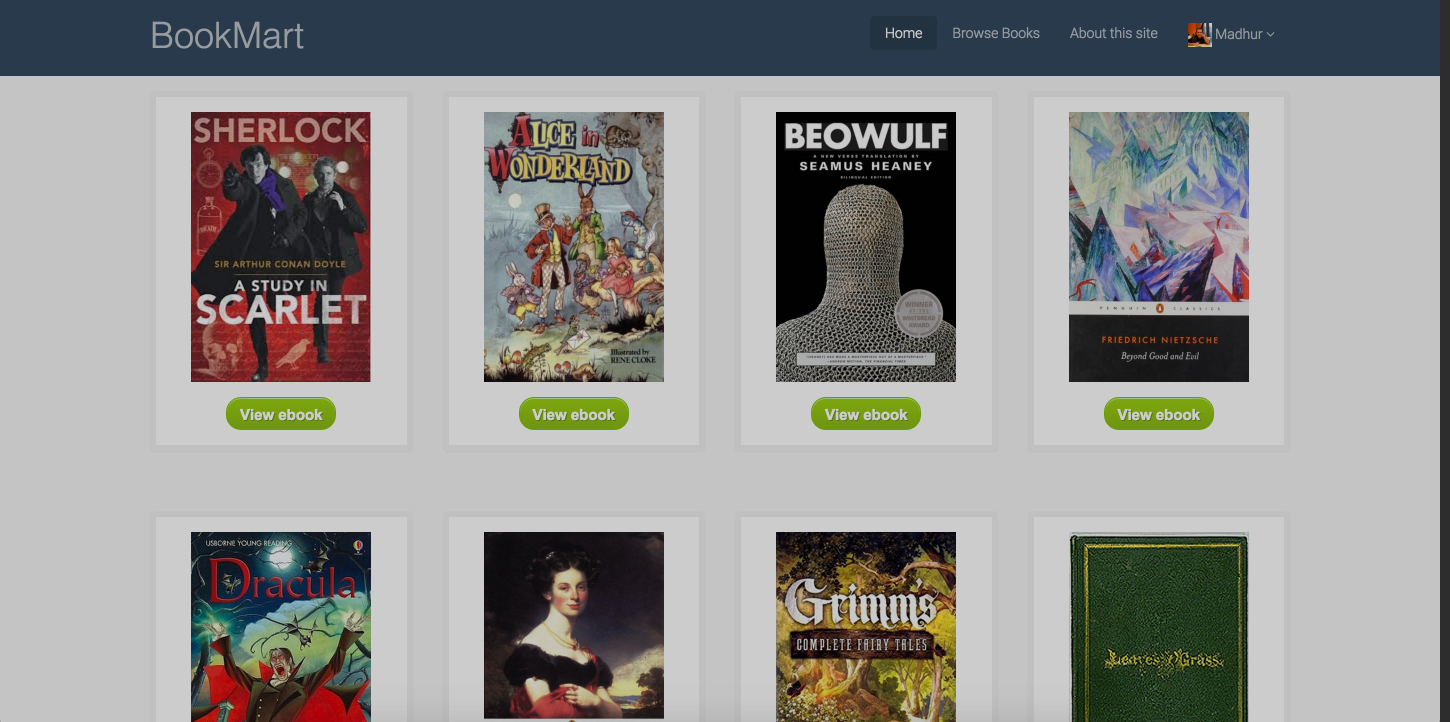 BookMart
Home Browse Books About this site Madhur
SHERLOCK
SIR ARTHUR CONAN DOYLE
A STUDY IN
SCARLET
View ebook
ALICE in
WONDERLAND
Illustrated by
RENE CLOKE
View ebook
BEOWULF
A NEW VERSE TRANSLATION BY
SEAMUS HEANEY
BILINGUAL EDITION
WINNER
WHITBREAD
AWARD
View ebook
PENGUIN CLASSICS
FRIEDRICH NIETZSCHE
Beyond Good and Evil
View ebook
USBORNE YOUNG READING
Dracula
Grimm's
COMPLETE FAIRY TALES
Leaves of Grass